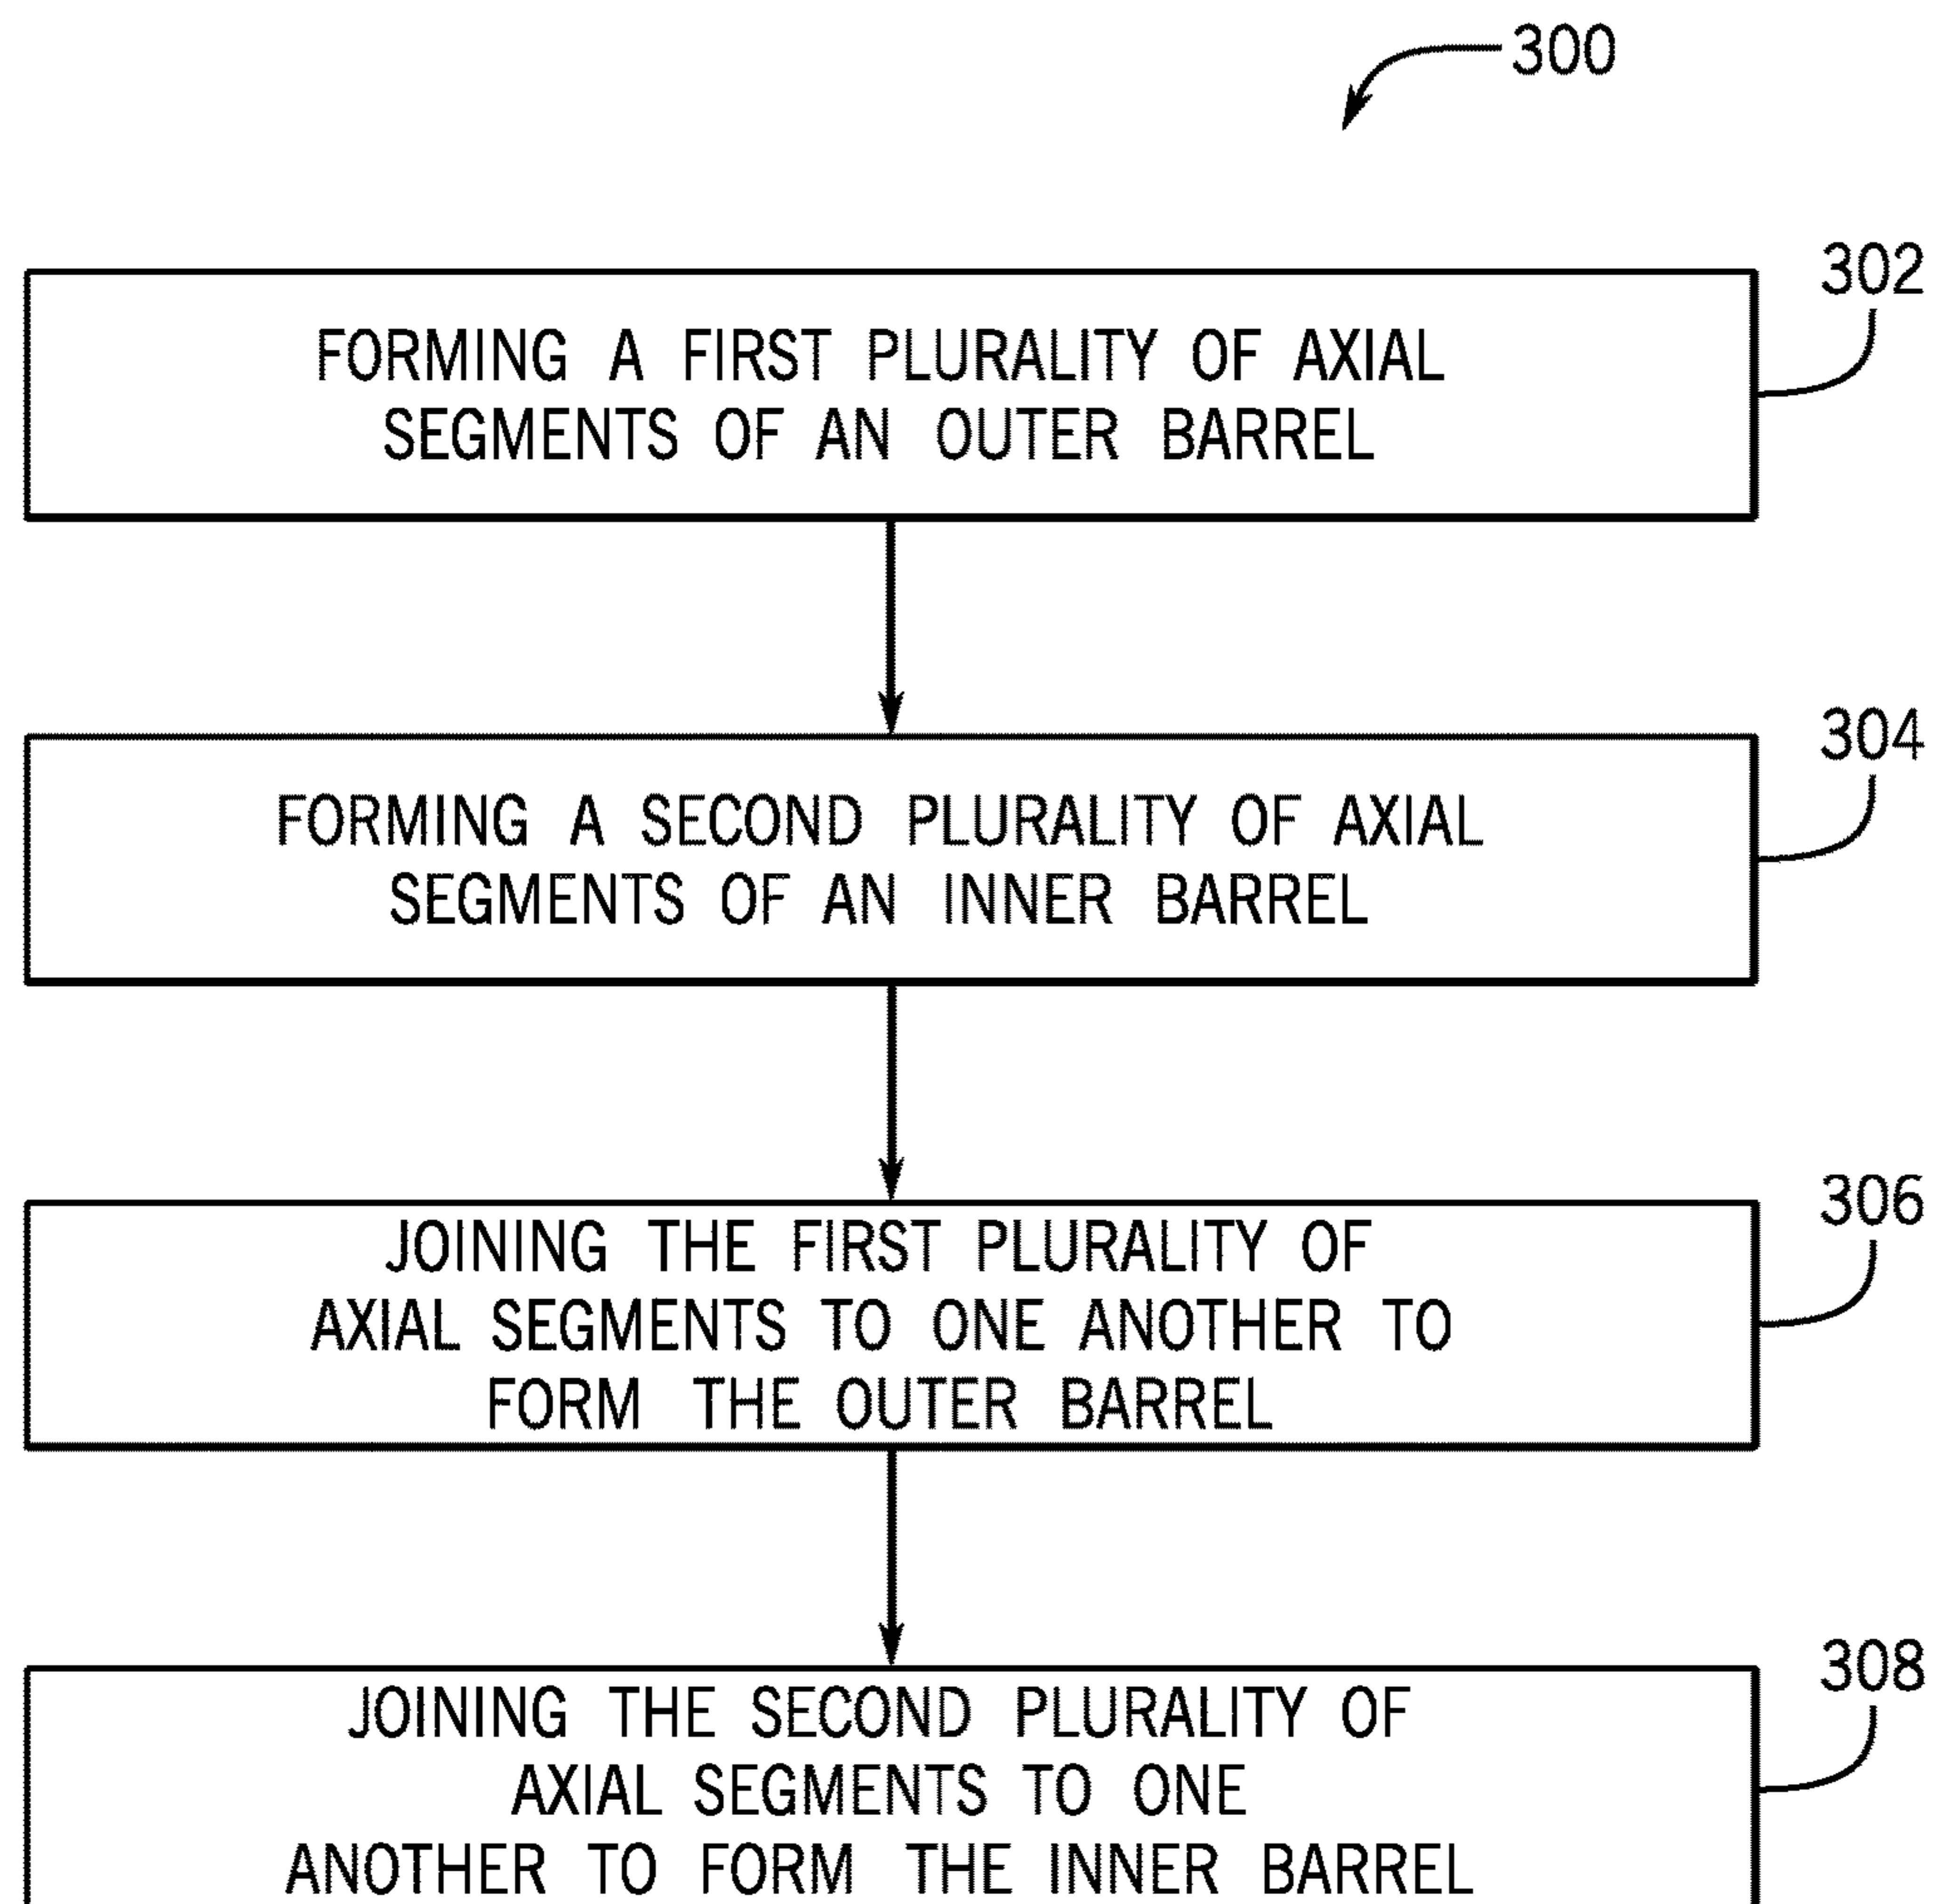 300
302
FORMING A FIRST PLURALITY OF AXIAL
SEGMENTS OF AN OUTER BARREL
304
FORMING A SECOND PLURALITY OF AXIAL
SEGMENTS OF AN INNER BARREL
306
JOINING THE FIRST PLURALITY OF
AXIAL SEGMENTS TO ONE ANOTHER TO
FORM THE OUTER BARREL
308
JOINING THE SECOND PLURALITY OF
AXIAL SEGMENTS TO ONE
ANOTHER TO FORM THE INNER BARREL